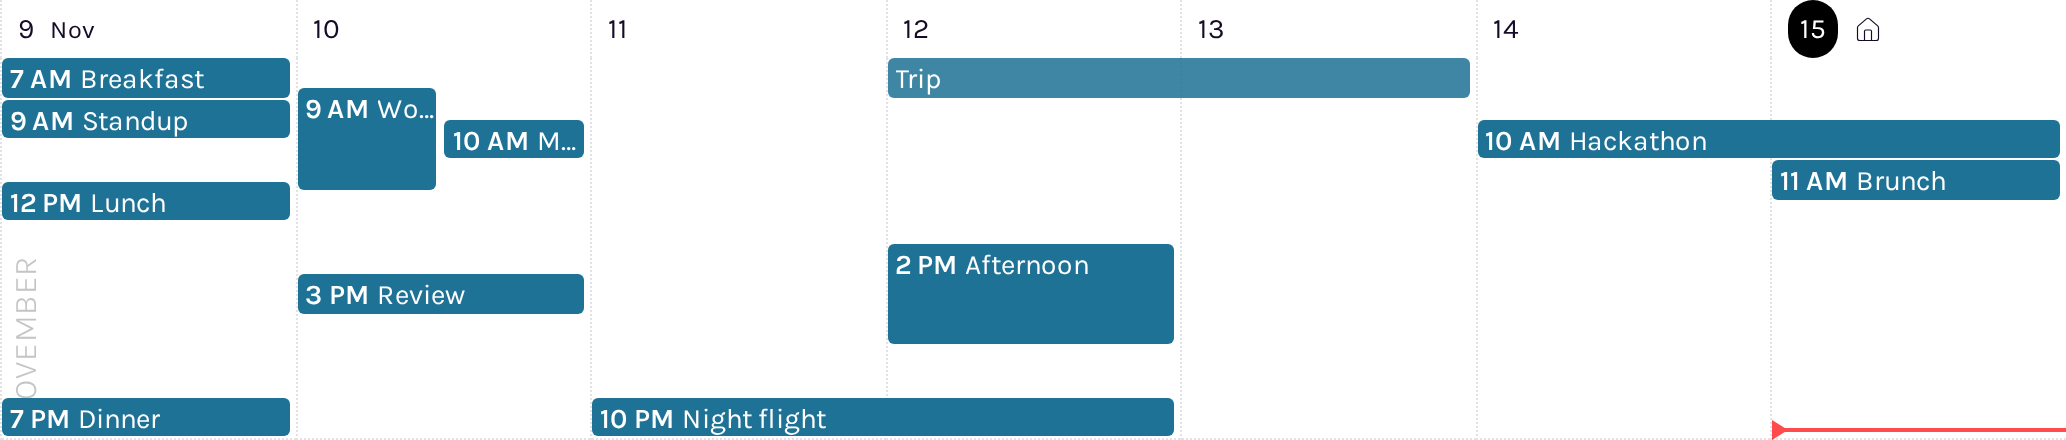 9 Nov
10
11
12
13
14
15
7 AM Breakfast
9 AM Standup
12 PM Lunch
OVEMBER
7 PM Dinner
9 AM Wo...
10 AM M...
3 PM Review
10 PM Night flight
Trip
2 PM Afternoon
10 AM Hackathon
11 AM Brunch